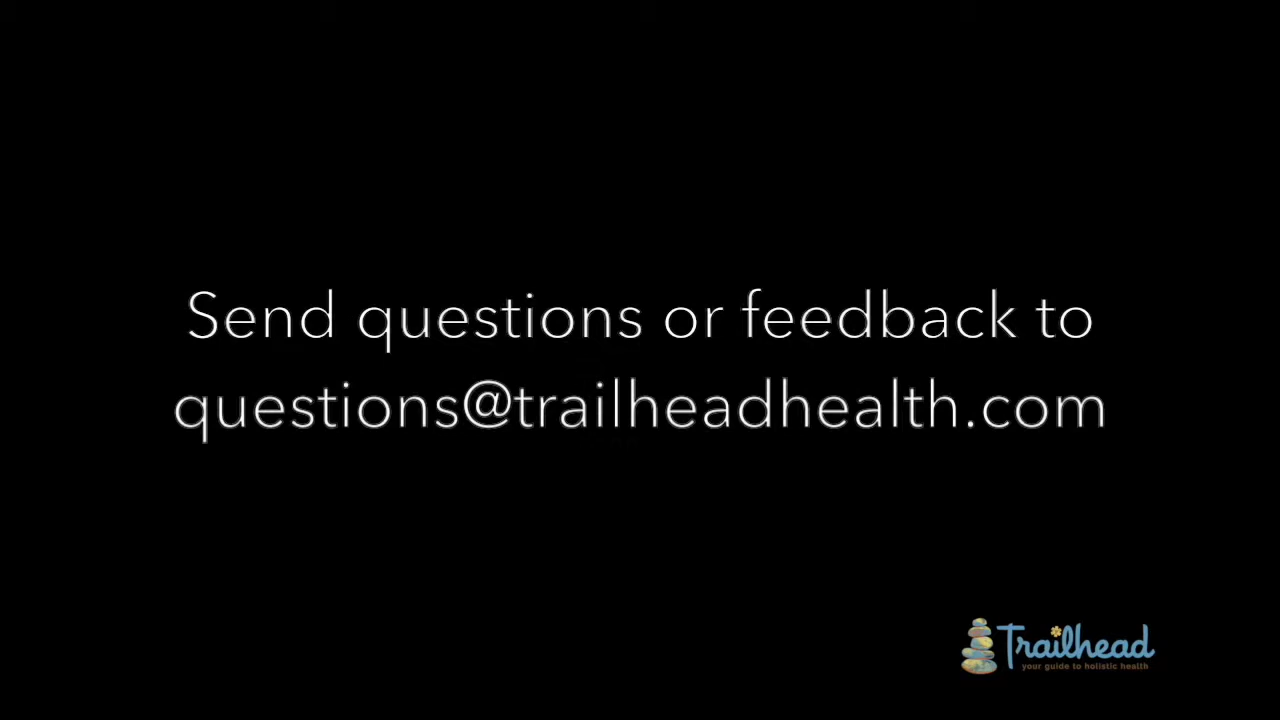 Send questions or feedback to
questions@trailheadhealth.com
Trailhead
your guide to holistic health